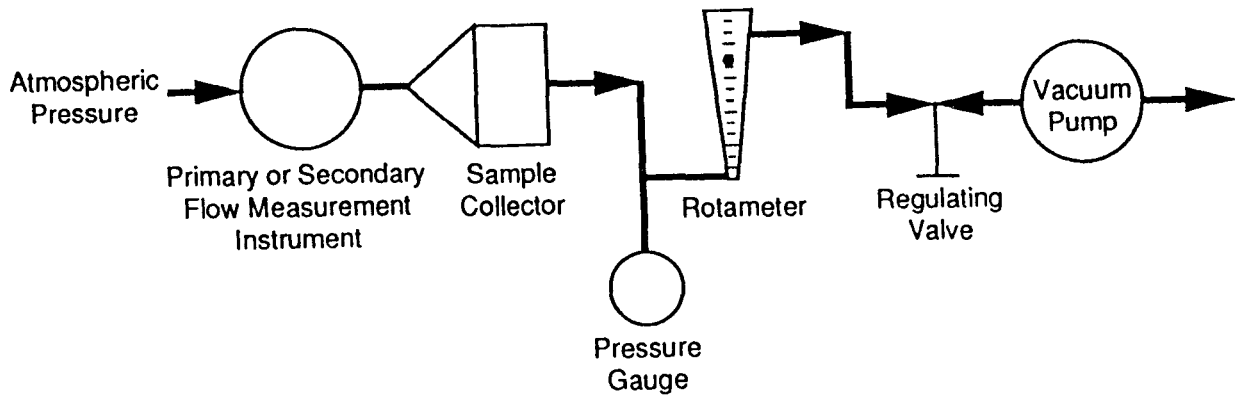 Atmospheric
Pressure
Primary or Secondary
Flow Measurement
Instrument
Sample
Collector
Pressure
Gauge
Rotameter
Regulating
Valve
Vacuum
Pump